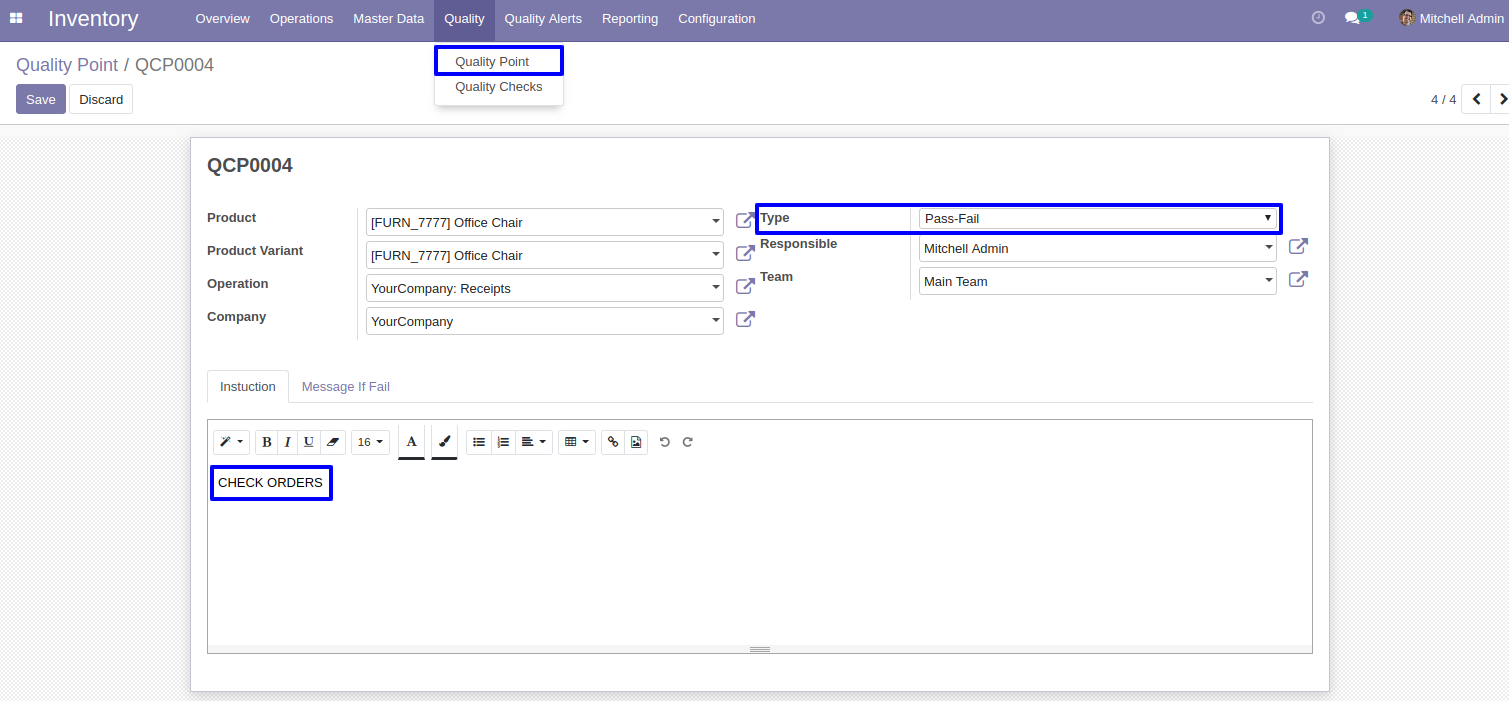 Inventory Overview Operations Master Data Quality Quality Alerts Reporting Configuration 1 Mitchell Admin
Quality Point
Quality Checks
Quality Point / QCP0004
Save Discard
4 / 4
QCP0004
Product [FURN_7777] Office Chair
Product Variant [FURN_7777] Office Chair
Operation YourCompany: Receipts
Company YourCompany
Type Pass-Fail
Responsible Mitchell Admin
Team Main Team
Instuction Message If Fail
B I U 16 A
CHECK ORDERS